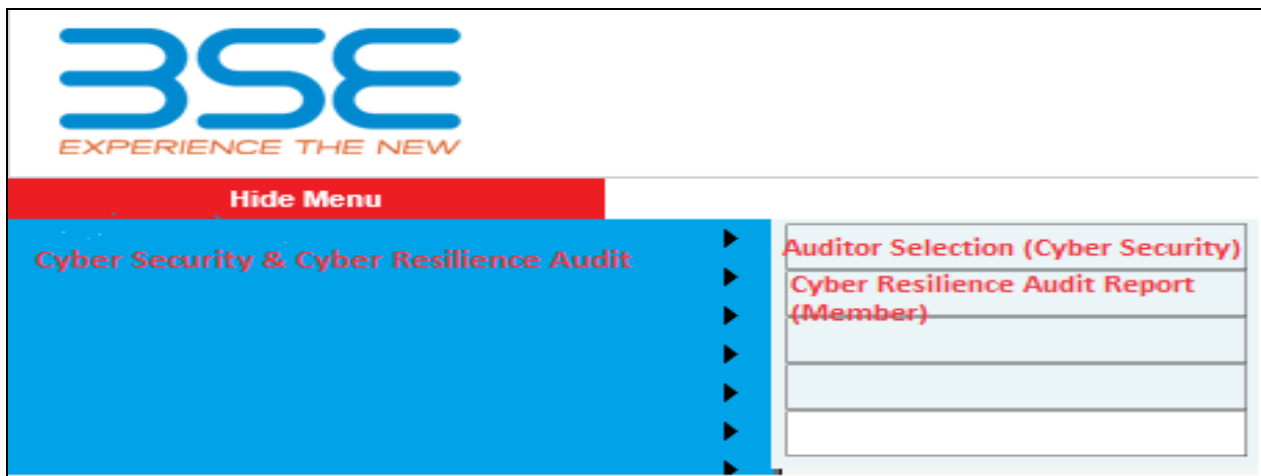 BSE
EXPERIENCE THE NEW
Hide Menu
Cyber Security & Cyber Resilience Audit
Auditor Selection (Cyber Security)
Cyber Resilience Audit Report
(Member)